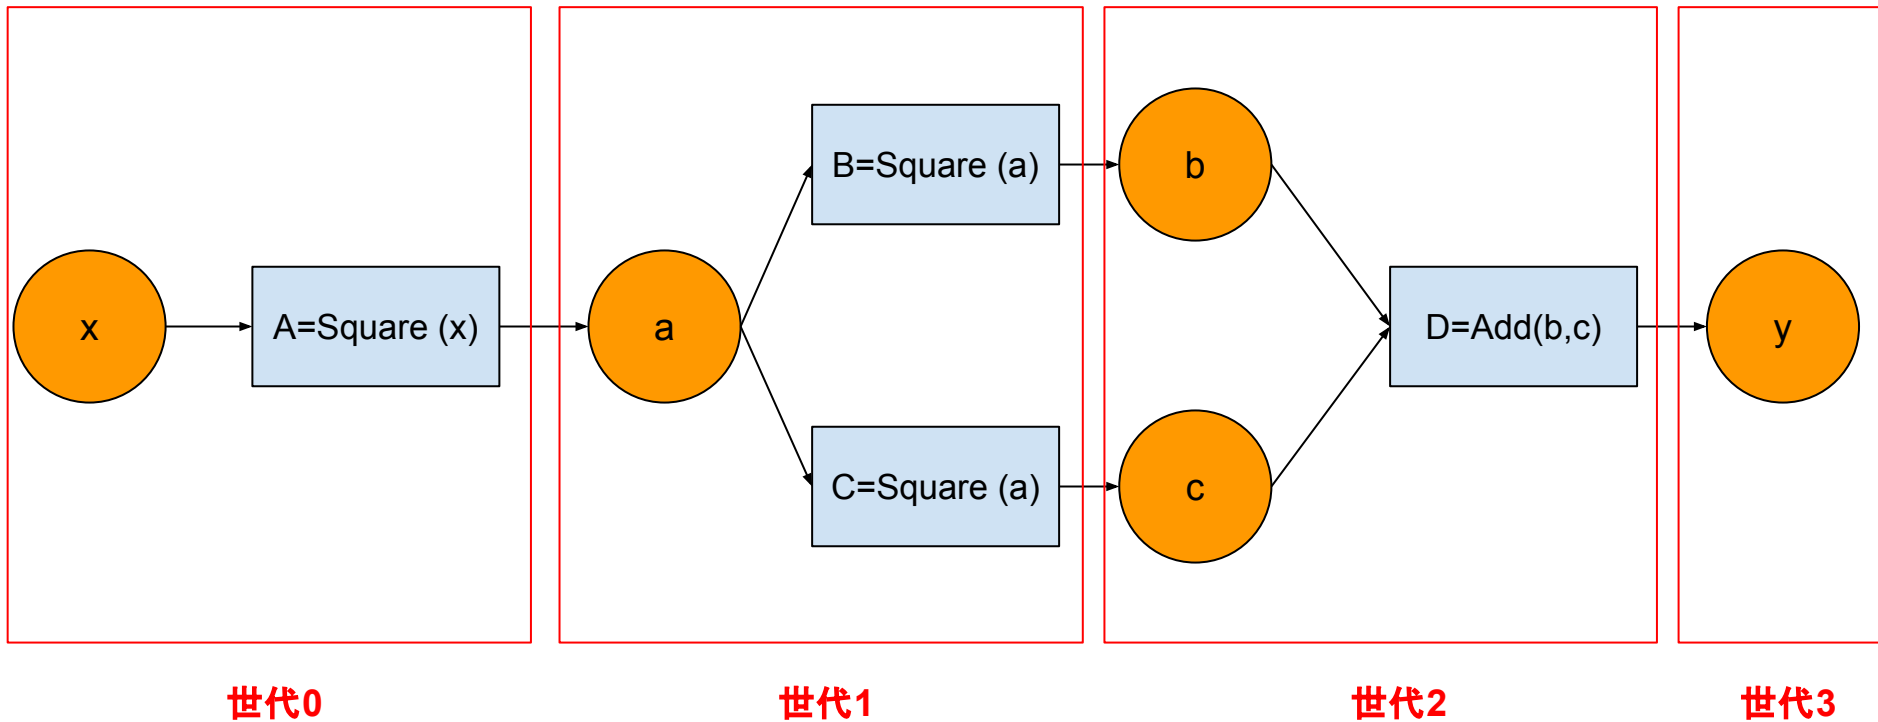 x
A=Square (x)
a
B=Square (a)
C=Square (a)
b
c
D=Add(b,c)
y
世代0
世代1
世代2
世代3